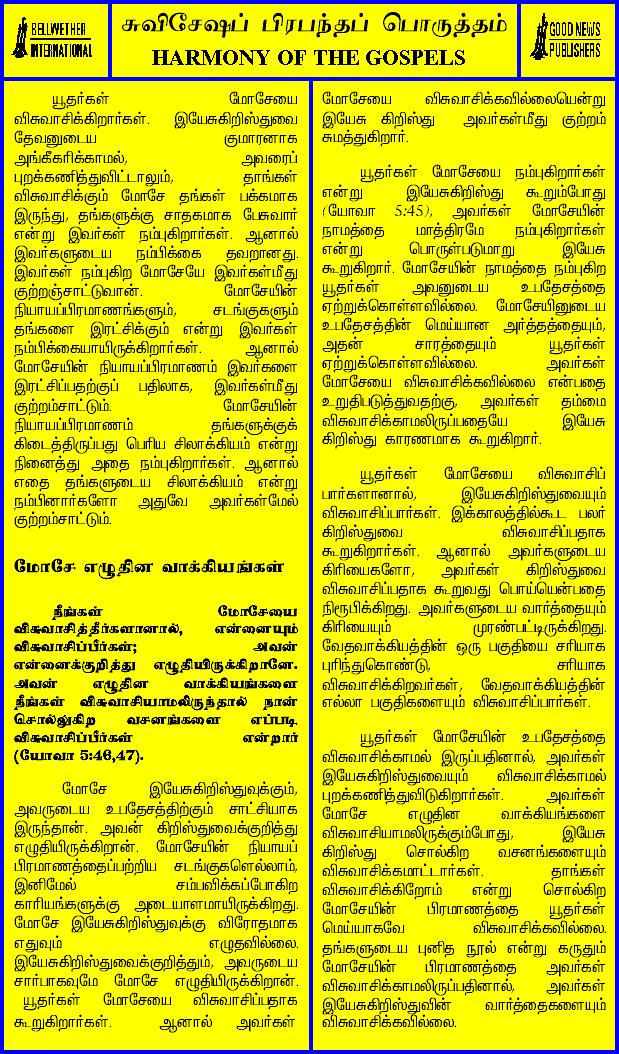 BELLWETHER
INTERNATIONAL
சுவிசேஷப் பிரபந்தப் பொருத்தம்
HARMONY OF THE GOSPELS
GOOD NEWS
PUBLISHERS
யூதர்கள் மோசேயை
விசுவாசிக்கிறார்கள். இயேசுகிறிஸ்துவை
தேவனுடைய குமாரனாக
அங்கீகரிக்காமல், அவரைப்
புறக்கணித்துவிட்டாலும், தாங்கள்
விசுவாசிக்கும் மோசே தங்கள் பக்கமாக
இருந்து, தங்களுக்கு சாதகமாக பேசுவார்
என்று இவர்கள் நம்புகிறார்கள். ஆனால்
இவர்களுடைய நம்பிக்கை தவறானது.
இவர்கள் நம்புகிற மோசேயே இவர்கள்மீது
குற்றஞ்சாட்டுவான். மோசேயின்
நியாயப்பிரமாணங்களும், சடங்குகளும்
தங்களை இரட்சிக்கும் என்று இவர்கள்
நம்பிக்கையாயிருக்கிறார்கள். ஆனால்
மோசேயின் நியாயப்பிரமாணம் இவர்களை
இரட்சிப்பதற்குப் பதிலாக, இவர்கள்மீது
குற்றம்சாட்டும். மோசேயின்
நியாயப்பிரமாணம் தங்களுக்குக்
கிடைத்திருப்பது பெரிய சிலாக்கியம் என்று
நினைத்து அதை நம்புகிறார்கள். ஆனால்
எதை தங்களுடைய சிலாக்கியம் என்று
நம்பினார்களோ அதுவே அவர்கள்மேல்
குற்றம்சாட்டும்.
மோசே எழுதின வாக்கியங்கள்
நீங்கள் மோசேயை
விசுவாசித்தீர்களானால், என்னையும்
விசுவாசிப்பீர்கள்; அவன்
என்னைக்குறித்து எழுதியிருக்கிறானே.
அவன் எழுதின வாக்கியங்களை
நீங்கள் விசுவாசியாமலிருந்தால் நான்
சொல்லுகிற வசனங்களை எப்படி
விசுவாசிப்பீர்கள் என்றார்
(யோவா 5:46,47).
மோசே இயேசுகிறிஸ்துவுக்கும்,
அவருடைய உபதேசத்திற்கும் சாட்சியாக
இருந்தான். அவன் கிறிஸ்துவைக்குறித்து
எழுதியிருக்கிறான். மோசேயின் நியாயப்
பிரமாணத்தைப்பற்றிய சடங்குகளெல்லாம்,
இனிமேல் சம்பவிக்கப்போகிற
காரியங்களுக்கு அடையாளமாயிருக்கிறது.
மோசே இயேசுகிறிஸ்துவுக்கு விரோதமாக
எதுவும் எழுதவில்லை.
இயேசுகிறிஸ்துவைக்குறித்தும், அவருடைய
சார்பாகவுமே மோசே எழுதியிருக்கிறான்.
யூதர்கள் மோசேயை விசுவாசிப்பதாக
கூறுகிறார்கள். ஆனால் அவர்கள்
மோசேயை விசுவாசிக்கவில்லையென்று
இயேசு கிறிஸ்து அவர்கள்மீது குற்றம்
சுமத்துகிறார்.
யூதர்கள் மோசேயை நம்புகிறார்கள்
என்று இயேசுகிறிஸ்து கூறும்போது
(யோவா 5:45), அவர்கள் மோசேயின்
நாமத்தை மாத்திரமே நம்புகிறார்கள்
என்று பொருள்படுமாறு இயேசு
கூறுகிறார். மோசேயின் நாமத்தை நம்புகிற
யூதர்கள் அவனுடைய உபதேசத்தை
ஏற்றுக்கொள்ளவில்லை. மோசேயினுடைய
உபதேசத்தின் மெய்யான அர்த்தத்தையும்,
அதன் சாரத்தையும் யூதர்கள்
ஏற்றுக்கொள்ளவில்லை. அவர்கள்
மோசேயை விசுவாசிக்கவில்லை என்பதை
உறுதிபடுத்துவதற்கு, அவர்கள் தம்மை
விசுவாசிக்காமலிருப்பதையே இயேசு
கிறிஸ்து காரணமாக கூறுகிறார்.
யூதர்கள் மோசேயை விசுவாசிப்
பார்களானால், இயேசுகிறிஸ்துவையும்
விசுவாசிப்பார்கள். இக்காலத்தில்கூட பலர்
கிறிஸ்துவை விசுவாசிப்பதாக
கூறுகிறார்கள். ஆனால் அவர்களுடைய
கிரியைகளோ, அவர்கள் கிறிஸ்துவை
விசுவாசிப்பதாக கூறுவது பொய்யென்பதை
நிரூபிக்கிறது. அவர்களுடைய வார்த்தையும்
கிரியையும் முரண்பட்டிருக்கிறது.
வேதவாக்கியத்தின் ஒரு பகுதியை சரியாக
புரிந்துகொண்டு, சரியாக
விசுவாசிக்கிறவர்கள், வேதவாக்கியத்தின்
எல்லா பகுதிகளையும் விசுவாசிப்பார்கள்.
யூதர்கள் மோசேயின் உபதேசத்தை
விசுவாசிக்காமல் இருப்பதினால், அவர்கள்
இயேசுகிறிஸ்துவையும் விசுவாசிக்காமல்
புறக்கணித்துவிடுகிறார்கள். அவர்கள்
மோசே எழுதின வாக்கியங்களை
விசுவாசியாமலிருக்கும்போது, இயேசு
கிறிஸ்து சொல்கிற வசனங்களையும்
விசுவாசிக்கமாட்டார்கள். தாங்கள்
விசுவாசிக்கிறோம் என்று சொல்கிற
மோசேயின் பிரமாணத்தை யூதர்கள்
மெய்யாகவே விசுவாசிக்கவில்லை.
தங்களுடைய புனித நூல் என்று கருதும்
மோசேயின் பிரமாணத்தை அவர்கள்
விசுவாசிக்காமலிருப்பதினால், அவர்கள்
இயேசுகிறிஸ்துவின் வார்த்தைகளையும்
விசுவாசிக்கவில்லை.